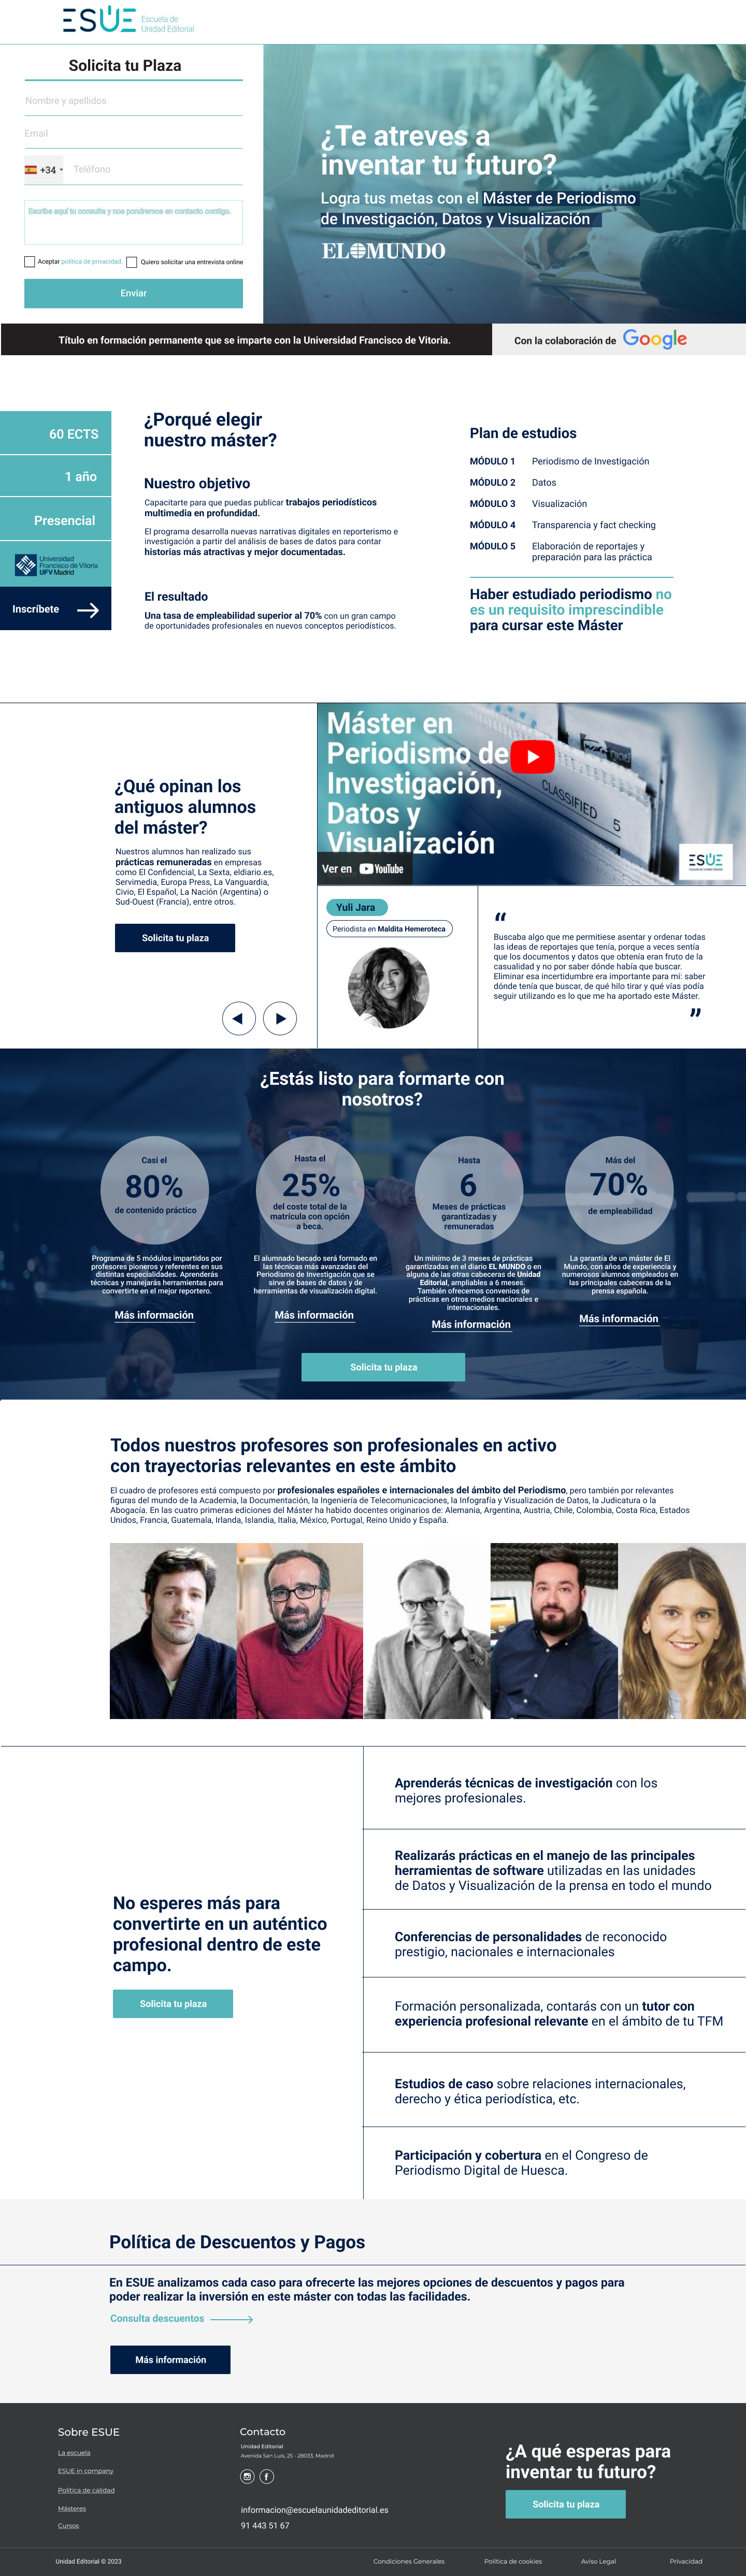 ESUE Escuela de
Unidad Editorial
Solicita tu Plaza
Nombre y apellidos
Email
+34 Teléfono
Escribe aquí tu consulta y nos pondremos en contacto contigo.
Aceptar política de privacidad. Quiero solicitar una entrevista online
Enviar
¿Te atreves a
inventar tu futuro?
Logra tus metas con el Máster de Periodismo
de Investigación, Datos y Visualización
EL MUNDO
Título en formación permanente que se imparte con la Universidad Francisco de Vitoria.
Con la colaboración de Google
60 ECTS
1 año
Presencial
Universidad
Francisco de Vitoria
UFV Madrid
Inscríbete
¿Porqué elegir
nuestro máster?
Nuestro objetivo
Capacitarte para que puedas publicar trabajos periodísticos
multimedia en profundidad.
El programa desarrolla nuevas narrativas digitales en reporterismo e
investigación a partir del análisis de bases de datos para contar
historias más atractivas y mejor documentadas.
El resultado
Una tasa de empleabilidad superior al 70% con un gran campo
de oportunidades profesionales en nuevos conceptos periodísticos.
Plan de estudios
MÓDULO 1 Periodismo de Investigación
MÓDULO 2 Datos
MÓDULO 3 Visualización
MÓDULO 4 Transparencia y fact checking
MÓDULO 5 Elaboración de reportajes y
preparación para las práctica
Haber estudiado periodismo no
es un requisito imprescindible
para cursar este Máster
¿Qué opinan los
antiguos alumnos
del máster?
Nuestros alumnos han realizado sus
prácticas remuneradas en empresas
como El Confidencial, La Sexta, eldiario.es,
Servimedia, Europa Press, La Vanguardia,
Civio, El Español, La Nación (Argentina) o
Sud-Ouest (Francia), entre otros.
Solicita tu plaza
Máster en
Periodismo de
Investigación,
Datos y
Visualización
CLASSIFIED 5
Ver en YouTube
ESUE
Escuela de Unidad Editorial
Yuli Jara
Periodista en Maldita Hemeroteca
“
Buscaba algo que me permitiese asentar y ordenar todas
las ideas de reportajes que tenía, porque a veces sentía
que los documentos y datos que obtenía eran fruto de la
casualidad y no por saber dónde había que buscar.
Eliminar esa incertidumbre era importante para mi: saber
dónde tenía que buscar, de qué hilo tirar y qué vías podía
seguir utilizando es lo que me ha aportado este Máster.
”
¿Estás listo para formarte con
nosotros?
Casi el
80%
de contenido práctico
Programa de 5 módulos impartidos por
profesores pioneros y referentes en sus
distintas especialidades. Aprenderás
técnicas y manejarás herramientas para
convertirte en el mejor reportero.
Más información
Hasta el
25%
del coste total de la
matrícula con opción
a beca.
El alumnado becado será formado en
las técnicas más avanzadas del
Periodismo de Investigación que se
sirve de bases de datos y de
herramientas de visualización digital.
Más información
Hasta
6
Meses de prácticas
garantizadas y
remuneradas
Un mínimo de 3 meses de prácticas
garantizadas en el diario EL MUNDO o en
alguna de las otras cabeceras de Unidad
Editorial, ampliables a 6 meses.
También ofrecemos convenios de
prácticas en otros medios nacionales e
internacionales.
Más información
Más del
70%
de empleabilidad
La garantía de un máster de El
Mundo, con años de experiencia y
numerosos alumnos empleados en
las principales cabeceras de la
prensa española.
Más información
Solicita tu plaza
Todos nuestros profesores son profesionales en activo
con trayectorias relevantes en este ámbito
El cuadro de profesores está compuesto por profesionales españoles e internacionales del ámbito del Periodismo, pero también por relevantes
figuras del mundo de la Academia, la Documentación, la Ingeniería de Telecomunicaciones, la Infografía y Visualización de Datos, la Judicatura o la
Abogacía. En las cuatro primeras ediciones del Máster ha habido docentes originarios de: Alemania, Argentina, Austria, Chile, Colombia, Costa Rica, Estados
Unidos, Francia, Guatemala, Irlanda, Islandia, Italia, México, Portugal, Reino Unido y España.
No esperes más para
convertirte en un auténtico
profesional dentro de este
campo.
Solicita tu plaza
Aprenderás técnicas de investigación con los
mejores profesionales.
Realizarás prácticas en el manejo de las principales
herramientas de software utilizadas en las unidades
de Datos y Visualización de la prensa en todo el mundo
Conferencias de personalidades de reconocido
prestigio, nacionales e internacionales
Formación personalizada, contarás con un tutor con
experiencia profesional relevante en el ámbito de tu TFM
Estudios de caso sobre relaciones internacionales,
derecho y ética periodística, etc.
Participación y cobertura en el Congreso de
Periodismo Digital de Huesca.
Política de Descuentos y Pagos
En ESUE analizamos cada caso para ofrecerte las mejores opciones de descuentos y pagos para
poder realizar la inversión en este máster con todas las facilidades.
Consulta descuentos
Más información
Sobre ESUE
La escuela
ESUE in company
Política de calidad
Másteres
Cursos
Contacto
Unidad Editorial
Avenida San Luis, 25 - 28033, Madrid
informacion@escuelaunidadeditorial.es
91 443 51 67
¿A qué esperas para
inventar tu futuro?
Solicita tu plaza
Unidad Editorial © 2023 Condiciones Generales Política de cookies Aviso Legal Privacidad